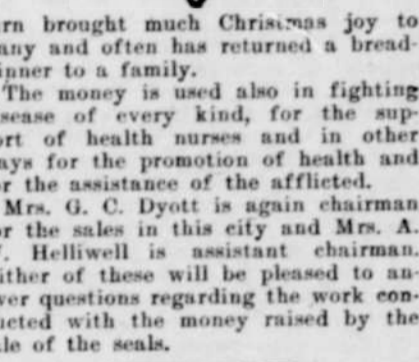 rn brought much Christmas joy to
any and often has returned a bread-
inner to a family.
The money is used also in fighting
sease of every kind, for the sup-
ort of health nurses and in other
ays for the promotion of health and
or the assistance of the afflicted.
Mrs. G. C. Dyott is again chairman
or the sales in this city and Mrs. A.
. Helliwell is assistant chairman.
ither of these will be pleased to an-
wer questions regarding the work con-
ucted with the money raised by the
le of the seals.